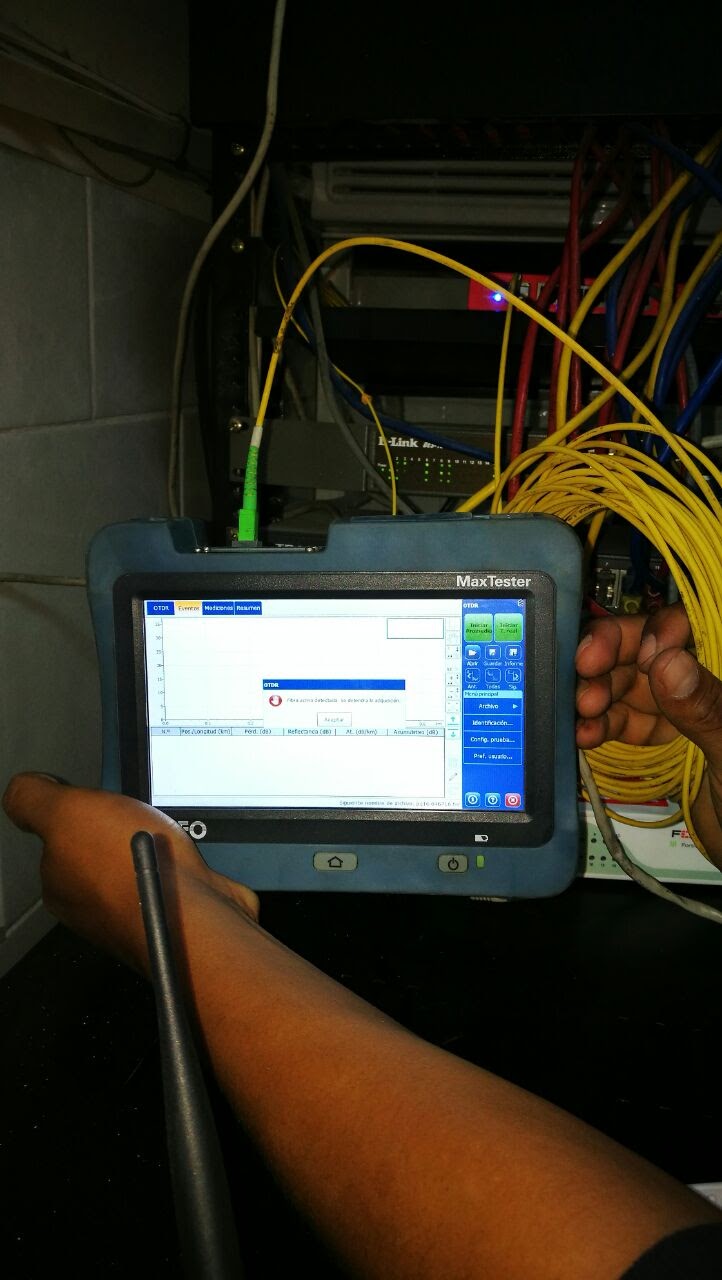 D-Link
MaxTester
OTDR Eventos Mediciones Resumen
OTDR
Iniciar Promedio
Iniciar T. real
Abrir Guardar Informe
Ant. Todas Sig.
Menú principal
Archivo
Identificación...
Config. prueba...
Pref. usuario...
OTDR
Fibra activa detectada: se detendrá la adquisición.
Aceptar
N.º Pos./Longitud (km) Pérd. (dB) Reflectancia (dB) At. (dB/km) Acumulativo (dB)